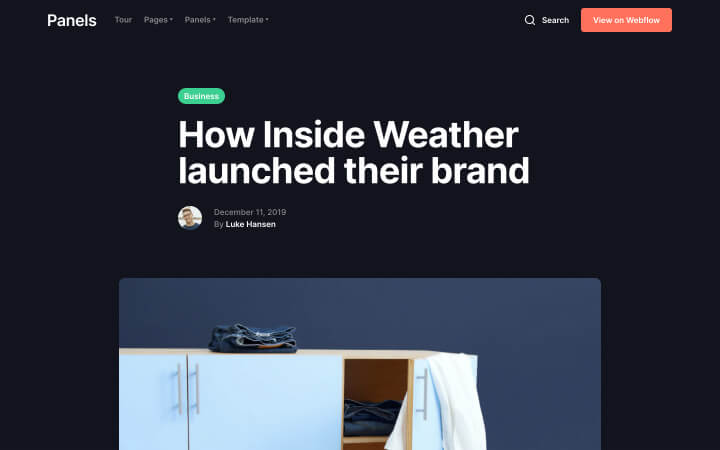 Panels
Tour
Pages
Panels
Template
Search
View on Webflow
Business
How Inside Weather
launched their brand
December 11, 2019
By Luke Hansen